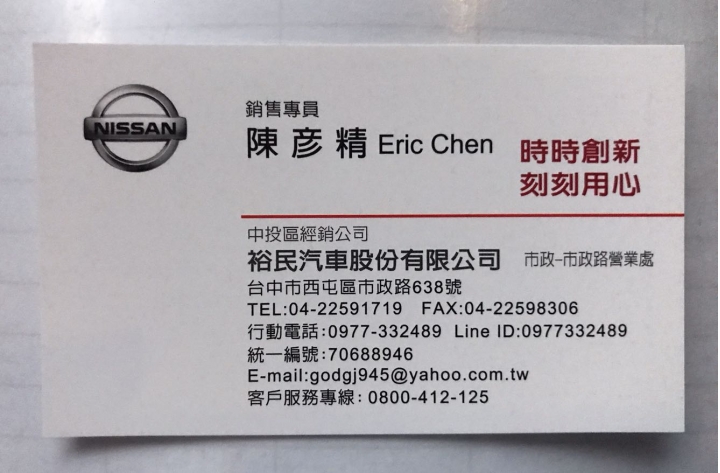 NISSAN
銷售專員
陳彥精 Eric Chen
時時創新
刻刻用心
中投區經銷公司
裕民汽車股份有限公司 市政-市政路營業處
台中市西屯區市政路638號
TEL:04-22591719 FAX:04-22598306
行動電話:0977-332489 Line ID:0977332489
統一編號:70688946
E-mail:godgj945@yahoo.com.tw
客戶服務專線: 0800-412-125